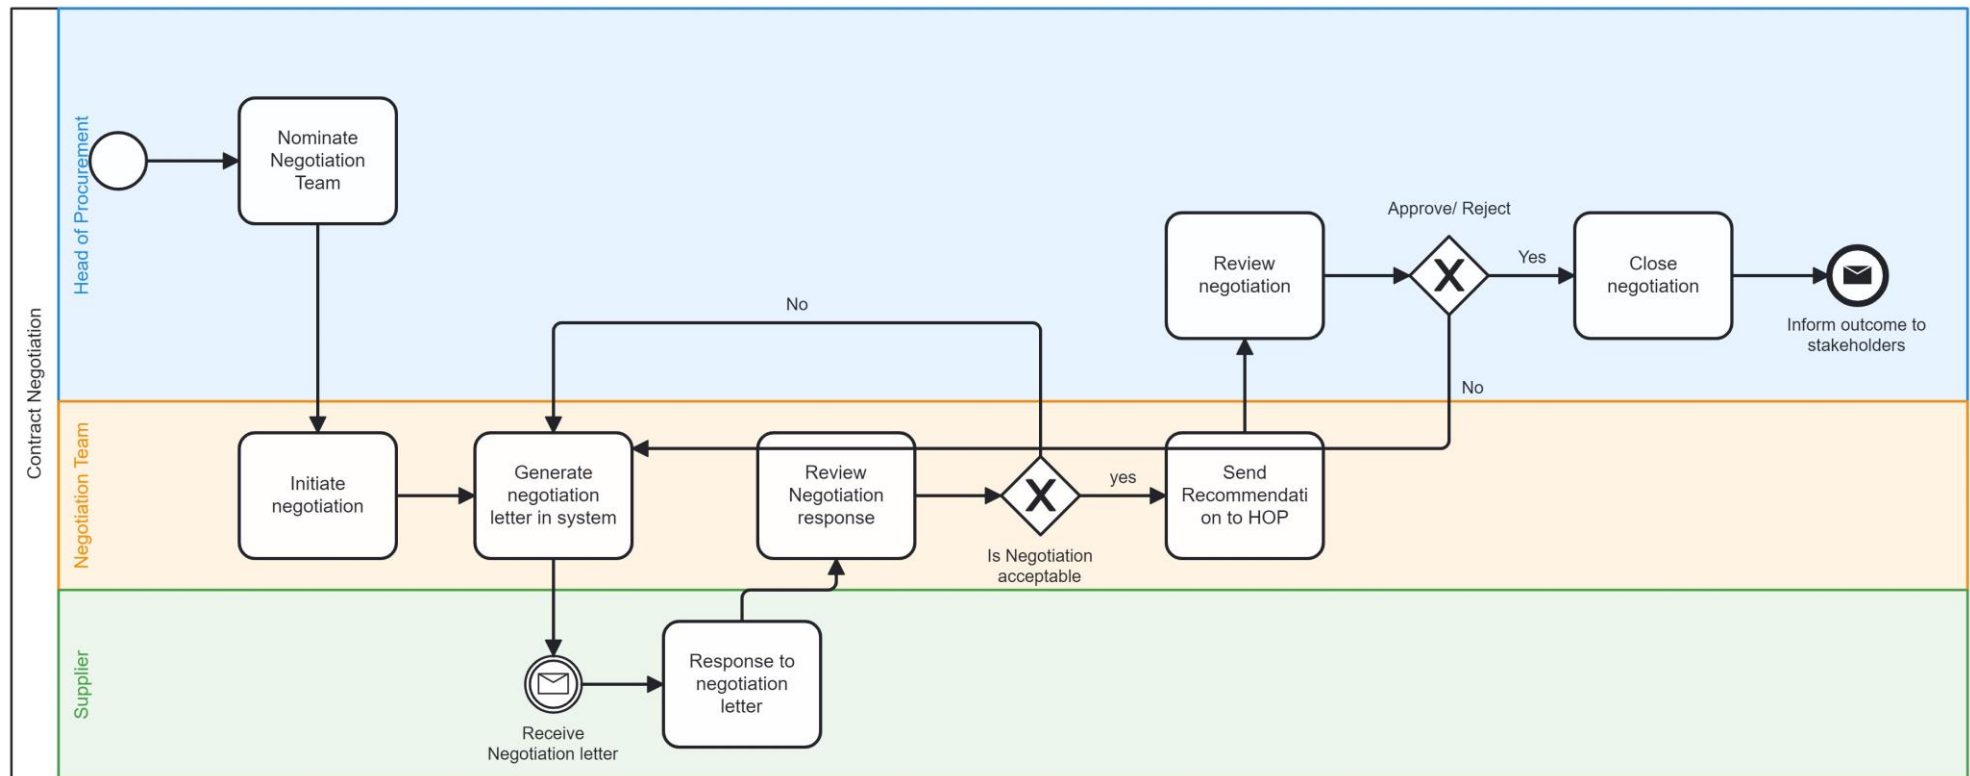 Contract Negotiation
Head of Procurement
Nominate
Negotiation
Team
Review
negotiation
Approve/ Reject
Yes
Close
negotiation
Inform outcome to
stakeholders
No
No
Negotiation Team
Initiate
negotiation
Generate
negotiation
letter in system
Review
Negotiation
response
Is Negotiation
acceptable
yes
Send
Recommendati
on to HOP
Supplier
Receive
Negotiation letter
Response to
negotiation
letter